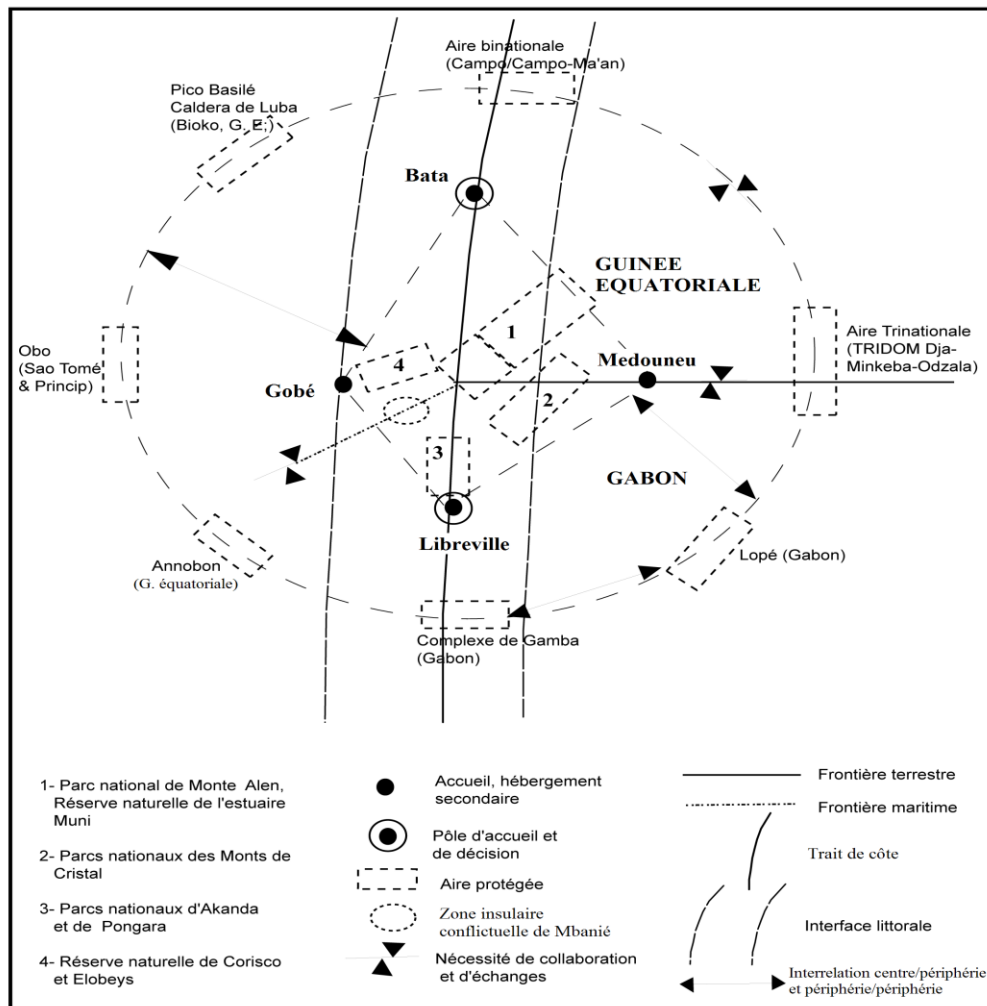 Aire binationale
(Campo/Campo-Ma'an)
Pico Basilé
Caldera de Luba
(Bioko, G. E;)
Bata
GUINEE
EQUATORIALE
1
Obo
(Sao Tomé
& Princip)
Aire Trinationale
(TRIDOM Dja-
Minkeba-Odzala)
4
Medouneu
Gobé
2
3
GABON
Libreville
Lopé (Gabon)
Annobon
(G. équatoriale)
Complexe de Gamba
(Gabon)
1- Parc national de Monte Alen,
Réserve naturelle de l'estuaire
Muni
2- Parcs nationaux des Monts de
Cristal
3- Parcs nationaux d'Akanda
et de Pongara
4- Réserve naturelle de Corisco
et Elobeys
Accueil, hébergement
secondaire
Pôle d'accueil et
de décision
Aire protégée
Zone insulaire
conflictuelle de Mbanié
Nécessité de collaboration
et d'échanges
Frontière terrestre
Frontière maritime
Trait de côte
Interface littorale
Interrelation centre/périphérie
et périphérie/périphérie